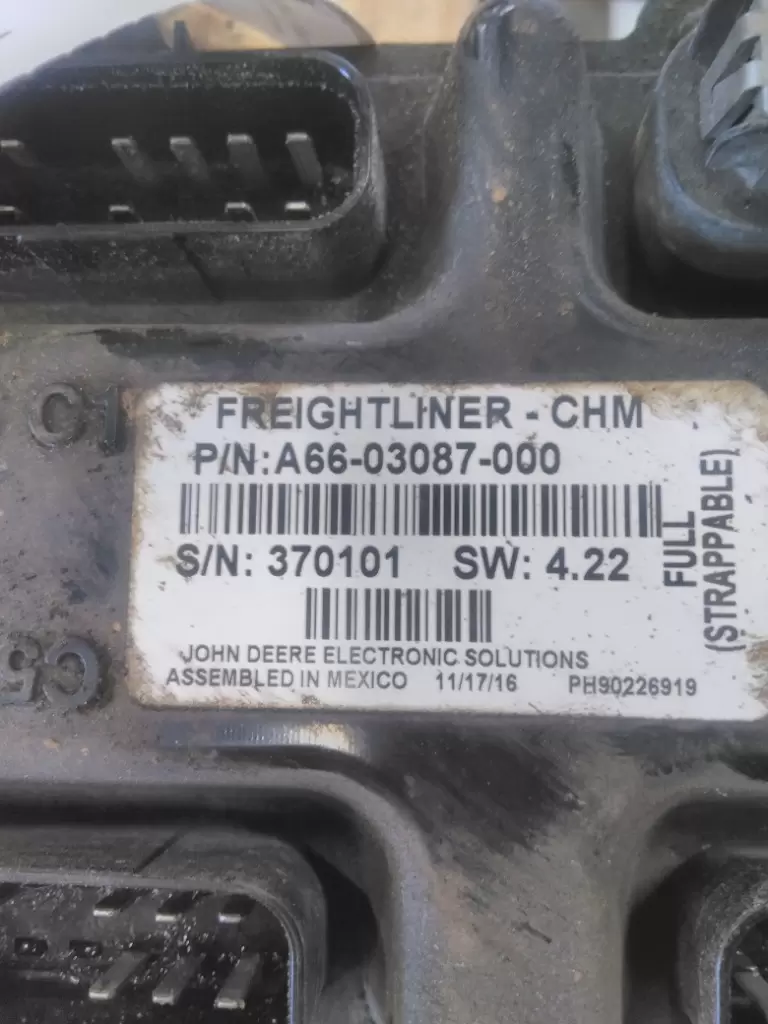 C1
FREIGHTLINER - CHM
P/N: A66-03087-000
S/N: 370101 SW: 4.22
FULL
(STRAPPABLE)
JOHN DEERE ELECTRONIC SOLUTIONS
ASSEMBLED IN MEXICO 11/17/16 PH90226919
C5